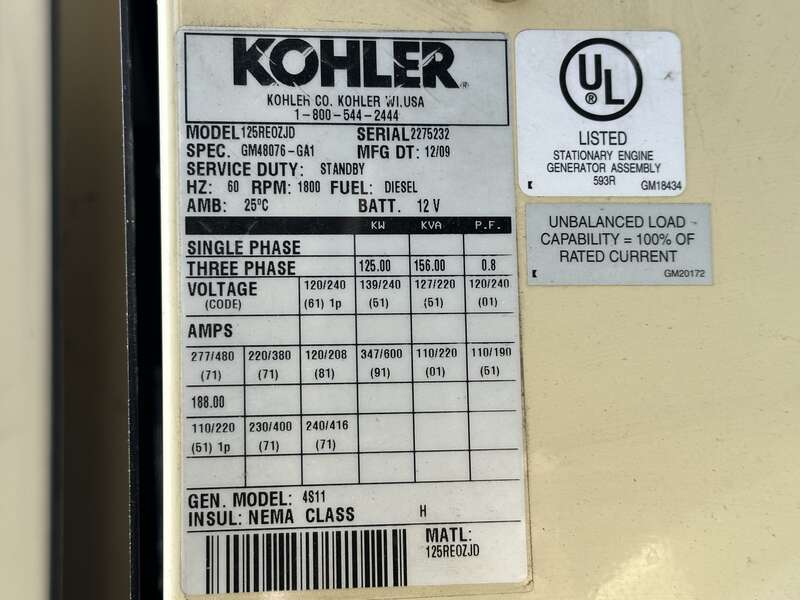 KOHLER®
KOHLER CO. KOHLER WI.USA
1-800-544-2444
MODEL 125REOZJD SERIAL 2275232
SPEC. GM48076-GA1 MFG DT: 12/09
SERVICE DUTY: STANDBY
HZ: 60 RPM: 1800 FUEL: DIESEL
AMB: 25°C BATT. 12 V
KW KVA P.F.
SINGLE PHASE
THREE PHASE 125.00 156.00 0.8
VOLTAGE 120/240 139/240 127/220 120/240
(CODE) (61) 1p (51) (51) (01)
AMPS
277/480 220/380 120/208 347/600 110/220 110/190
(71) (71) (81) (91) (01) (51)
188.00
110/220 230/400 240/416
(51) 1p (71) (71)
GEN. MODEL: 4S11
INSUL: NEMA CLASS H
MATL:
125REOZJD
UL®
LISTED
STATIONARY ENGINE
GENERATOR ASSEMBLY
593R GM18434
UNBALANCED LOAD
CAPABILITY = 100% OF
RATED CURRENT
GM20172